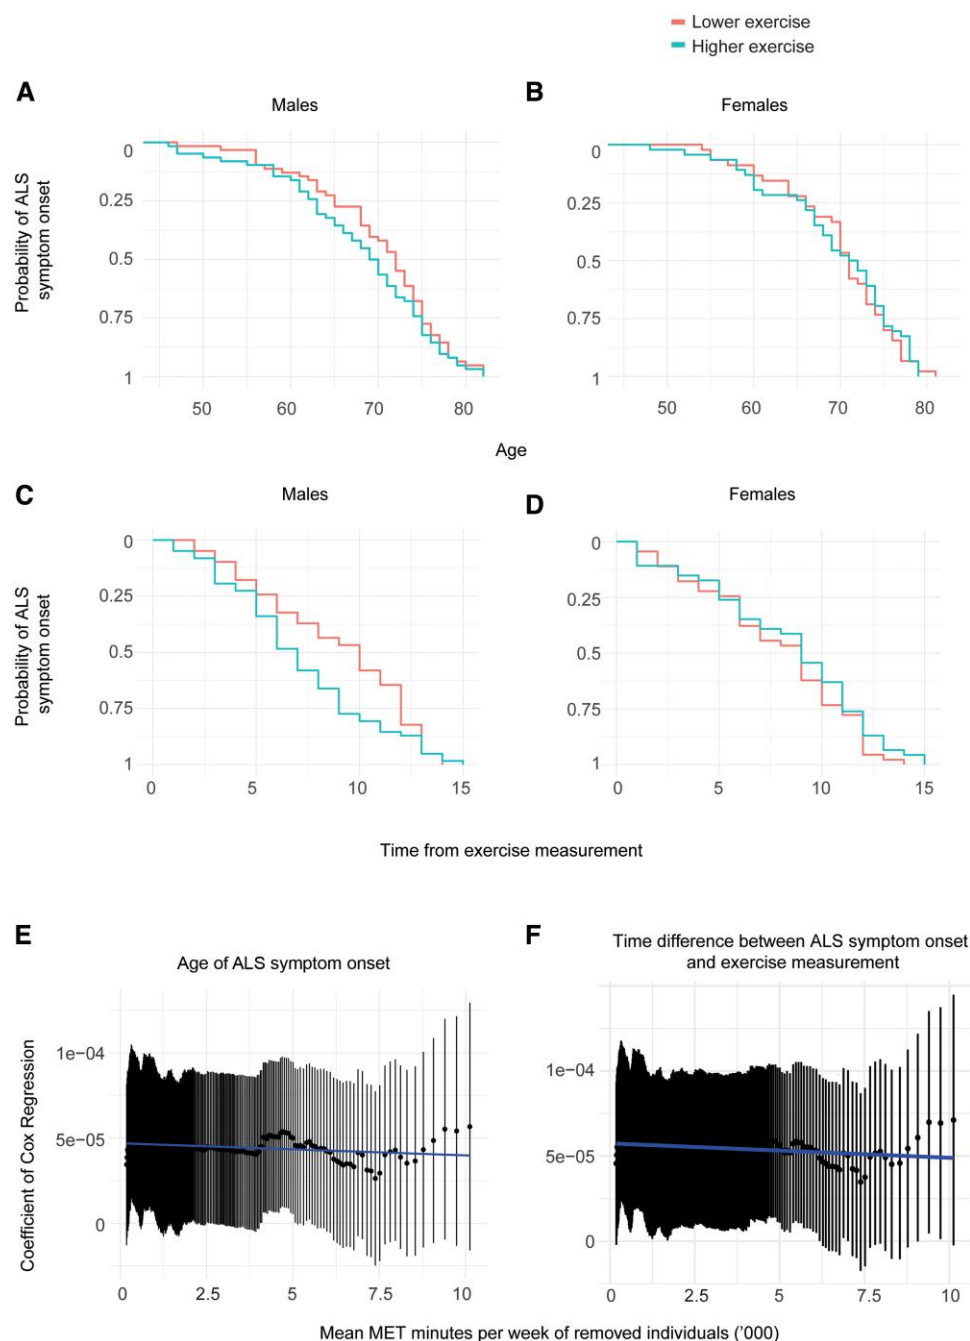 Lower exercise
Higher exercise
A
Males
B
Females
Probability of ALS
symptom onset
0
0.25
0.5
0.75
1
50
60
70
80
0
0.25
0.5
0.75
1
50
60
70
80
Age
C
Males
D
Females
Probability of ALS
symptom onset
0
0.25
0.5
0.75
1
0
5
10
15
0
0.25
0.5
0.75
1
0
5
10
15
Time from exercise measurement
E
Age of ALS symptom onset
F
Time difference between ALS symptom onset
and exercise measurement
Coefficient of Cox Regression
1e−04
5e−05
0
0
2.5
5
7.5
10
1e−04
5e−05
0
0
2.5
5
7.5
10
Mean MET minutes per week of removed individuals ('000)